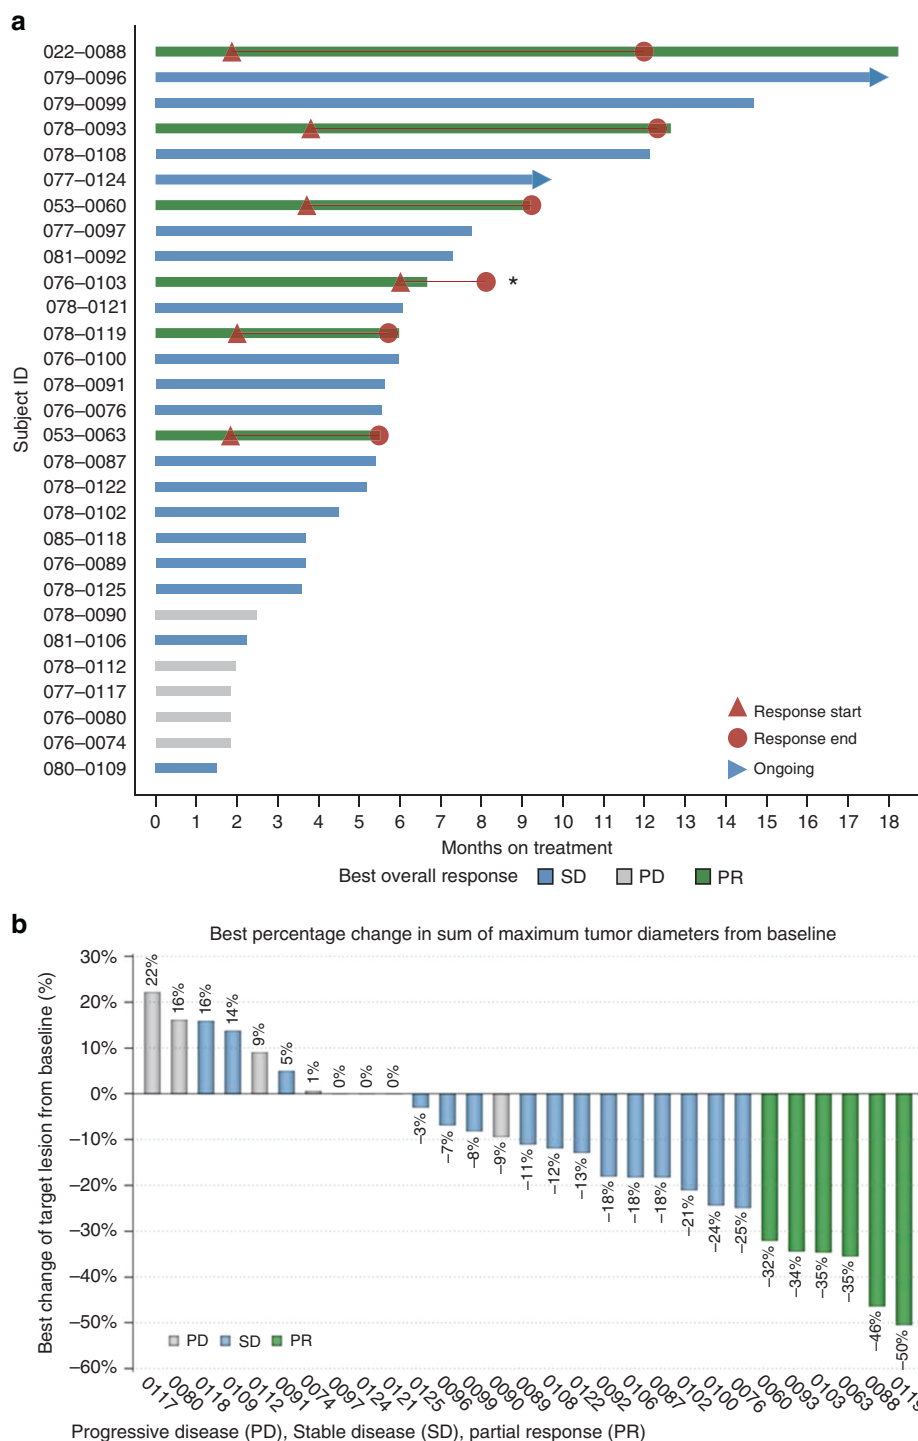 a
022–0088
079–0096
079–0099
078–0093
078–0108
077–0124
053–0060
077–0097
081–0092
076–0103 *
078–0121
078–0119
076–0100
078–0091
076–0076
053–0063
078–0087
078–0122
078–0102
085–0118
076–0089
078–0125
078–0090
081–0106
078–0112
077–0117
076–0080
076–0074
080–0109
Subject ID
Response start
Response end
Ongoing
0 1 2 3 4 5 6 7 8 9 10 11 12 13 14 15 16 17 18
Months on treatment
Best overall response SD PD PR
b
Best percentage change in sum of maximum tumor diameters from baseline
Best change of target lesion from baseline (%)
30%
20%
10%
0%
–10%
–20%
–30%
–40%
–50%
–60%
22% 16% 16% 14% 9% 5% 1% 0% 0% 0% –3% –7% –8% –9% –11% –12% –13% –18% –18% –18% –21% –24% –25% –32% –34% –35% –35% –46% –50%
PD SD PR
0117 0080 0118 0109 0112 0091 0074 0097 0124 0121 0125 0096 0099 0090 0089 0108 0122 0092 0106 0087 0102 0100 0076 0060 0093 0103 0063 0088 0119
Progressive disease (PD), Stable disease (SD), partial response (PR)